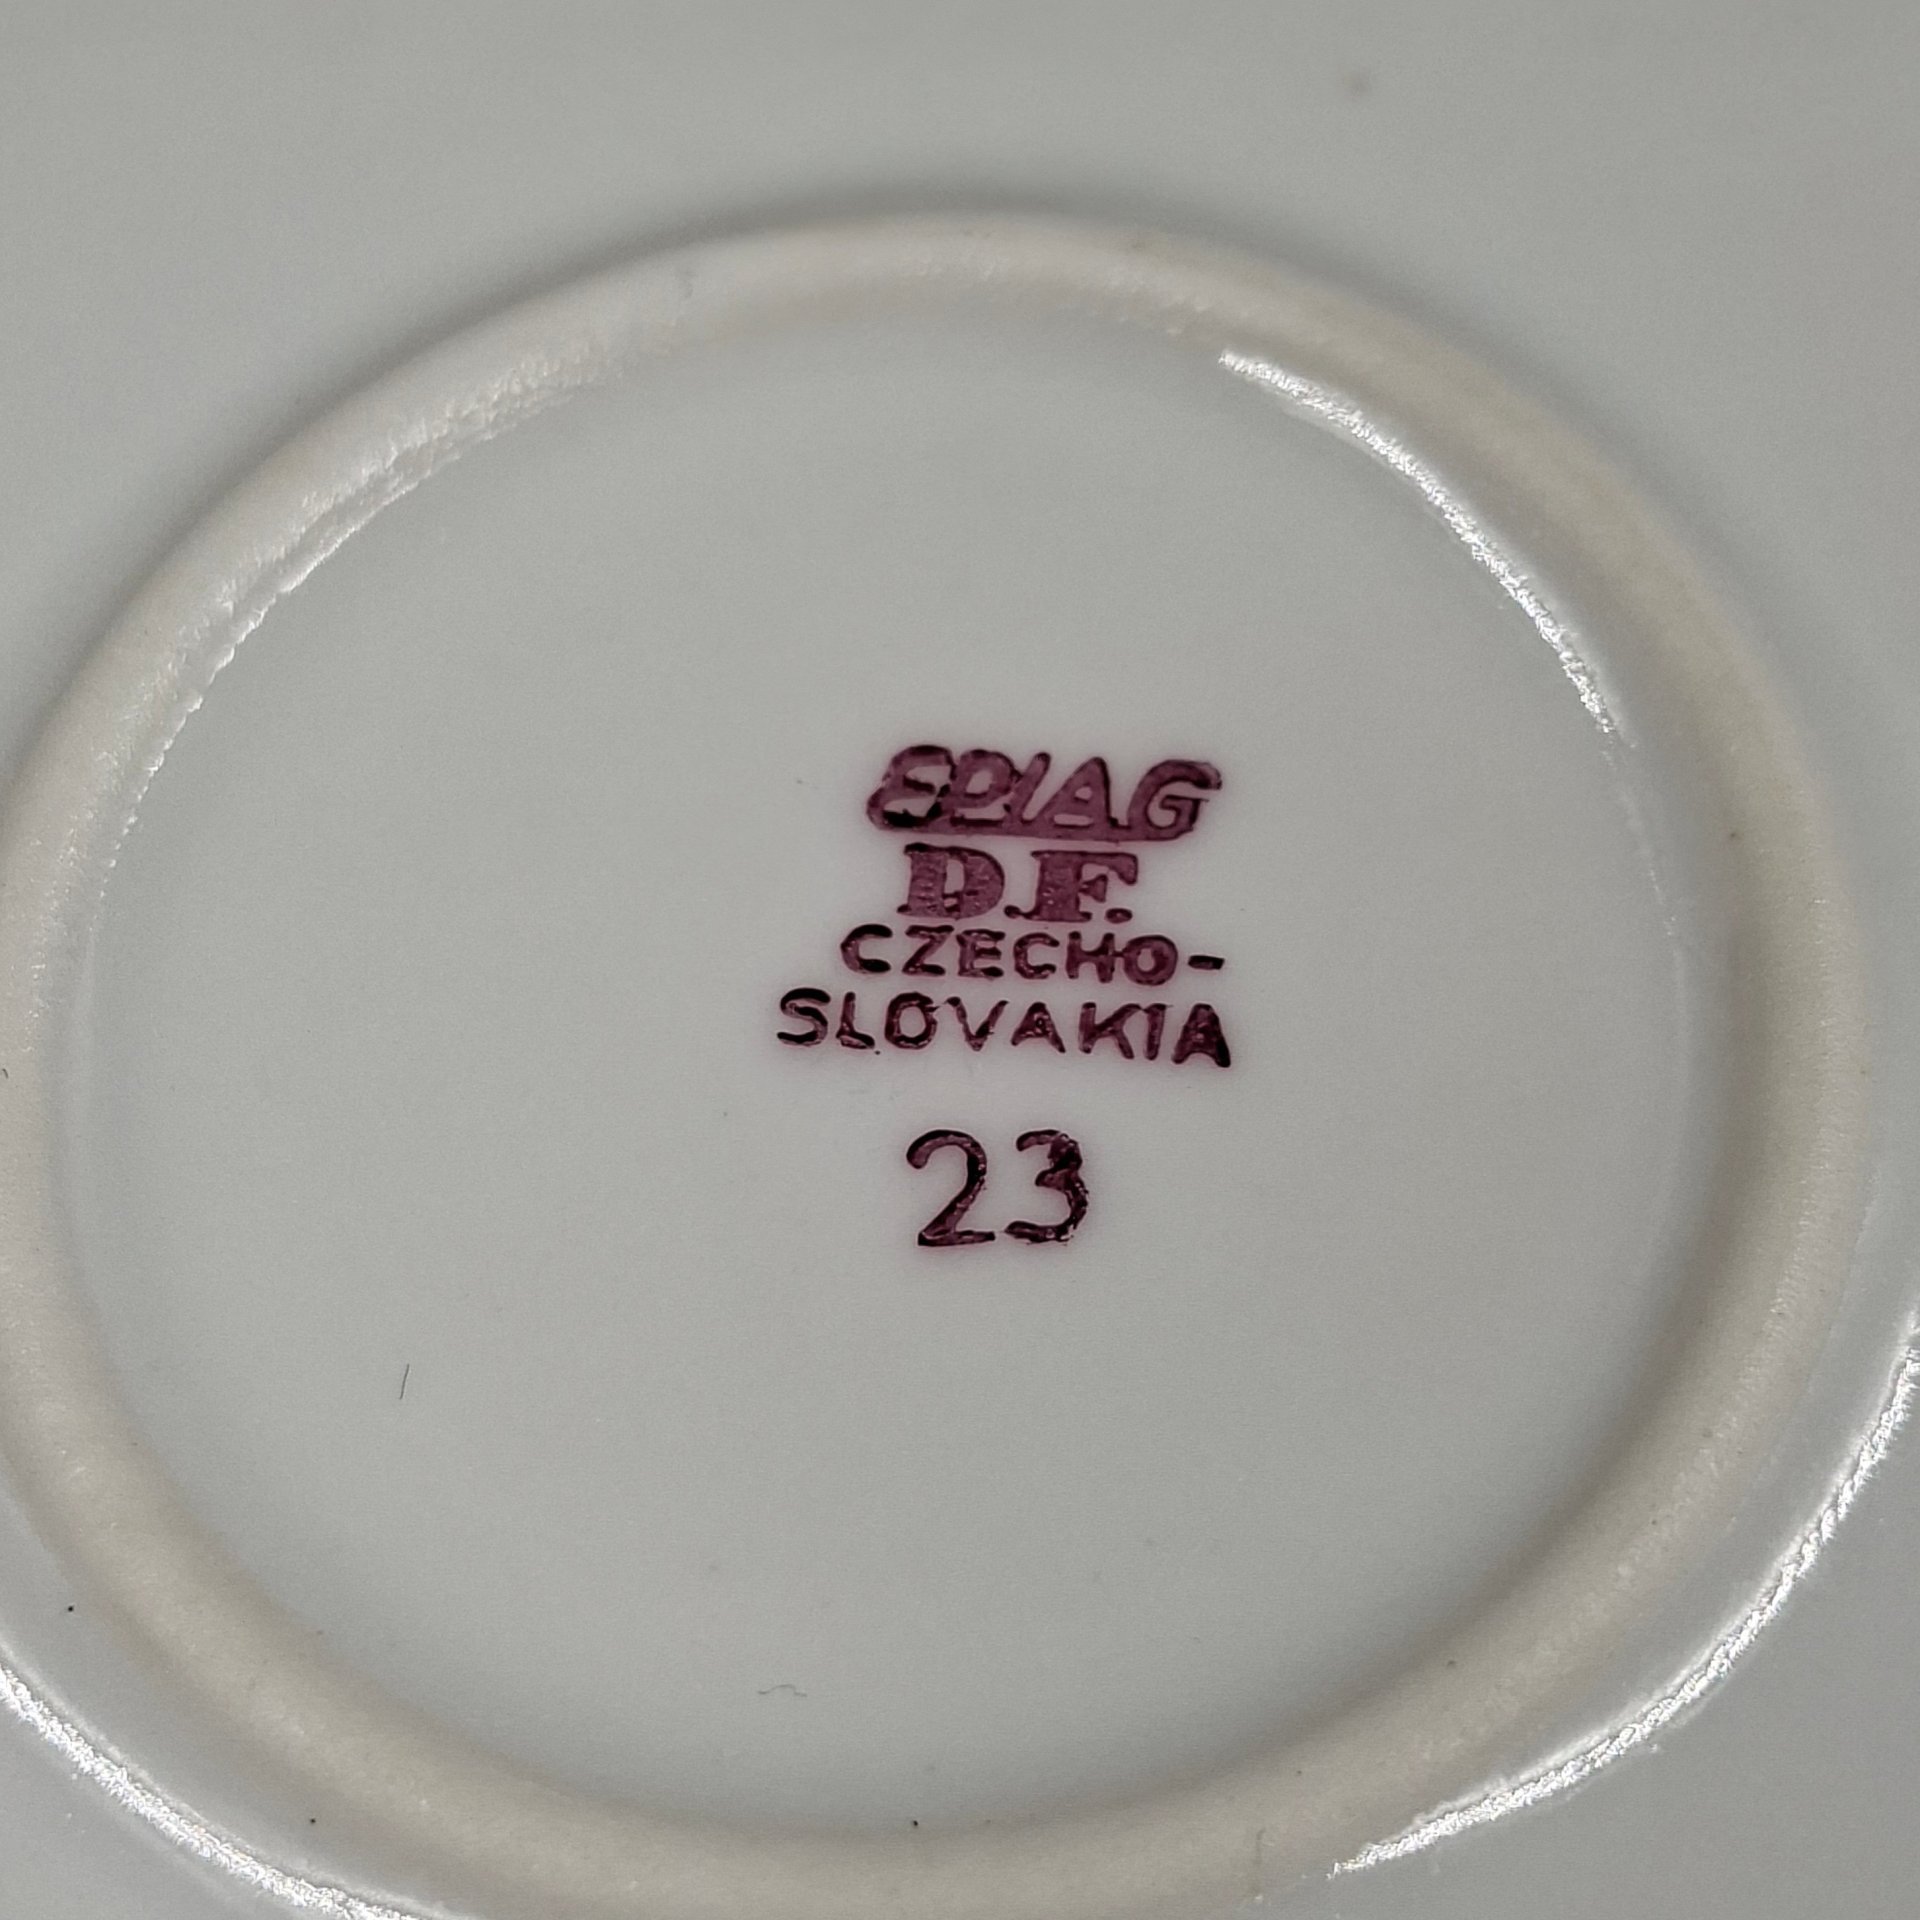 EPIAG
D.F.
CZECHO-
SLOVAKIA
23